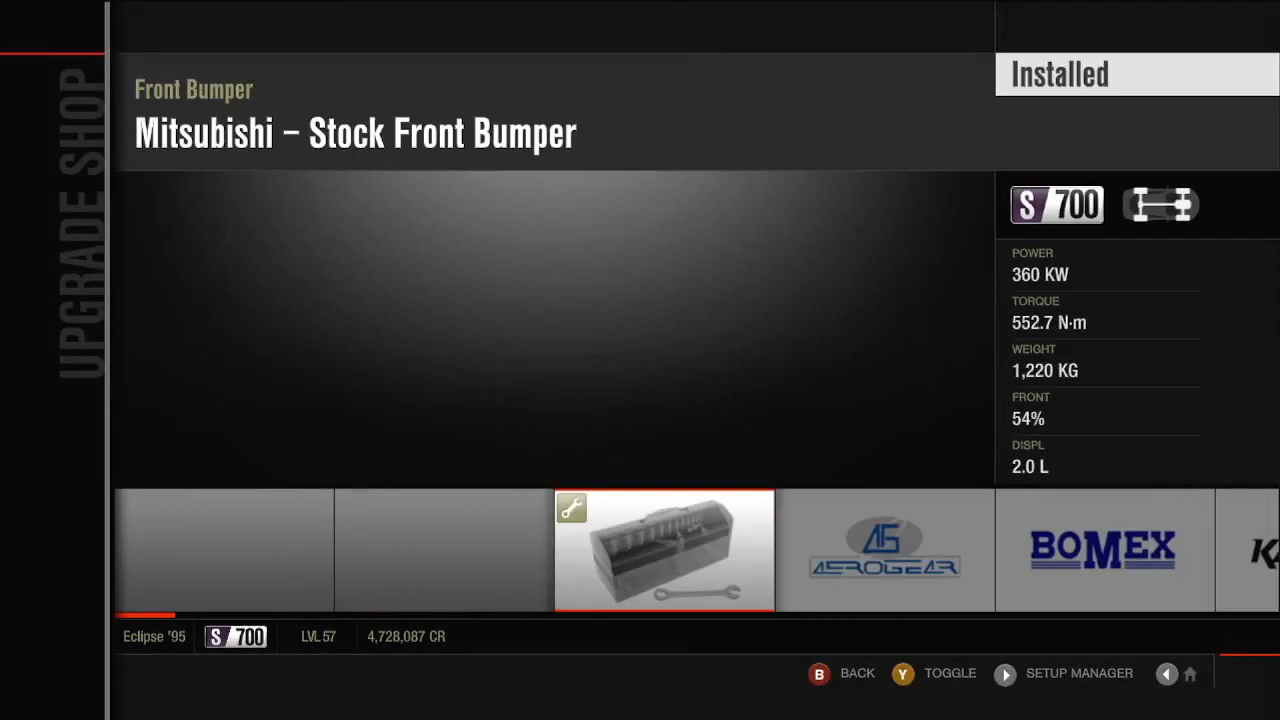 UPGRADE SHOP
Front Bumper
Mitsubishi – Stock Front Bumper
Installed
S 700
POWER
360 KW
TORQUE
552.7 N·m
WEIGHT
1,220 KG
FRONT
54%
DISPL
2.0 L
AG
AEROGEAR
BOMEX
K
Eclipse '95
S 700
LVL 57
4,728,087 CR
B BACK
Y TOGGLE
SETUP MANAGER